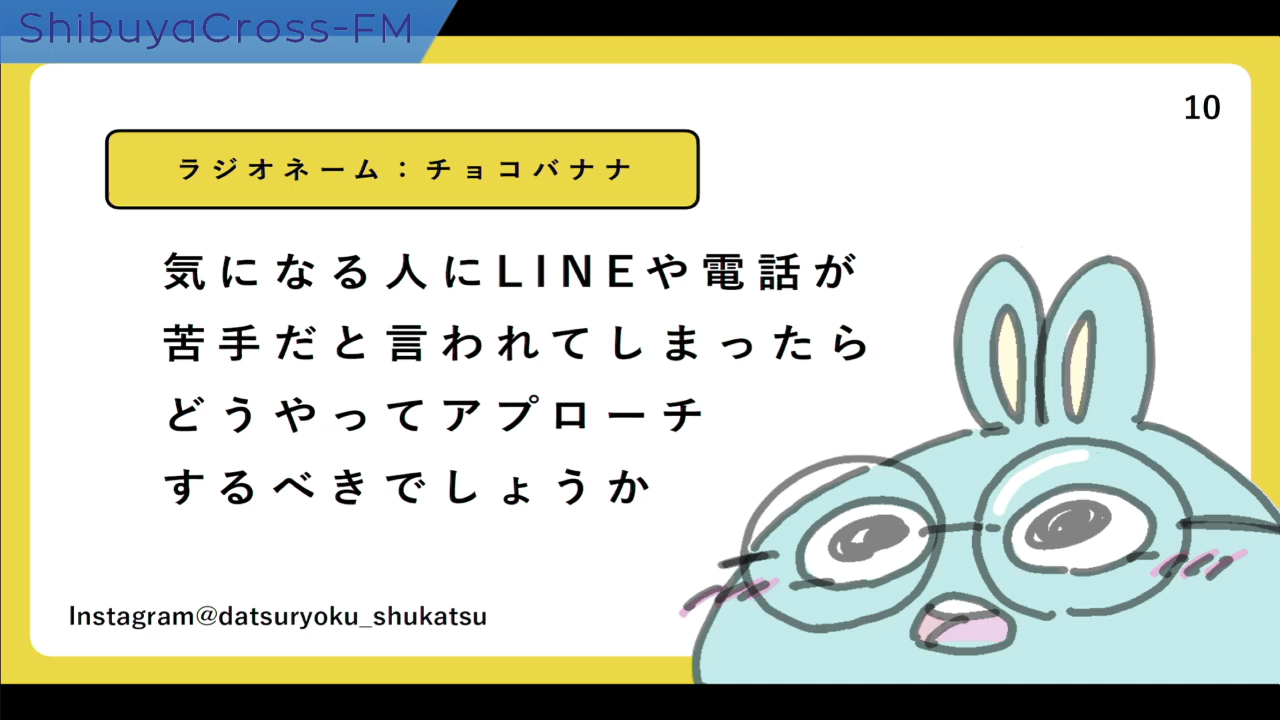 ShibuyaCross-FM
10
ラジオネーム：チョコバナナ
気になる人にLINEや電話が
苦手だと言われてしまったら
どうやってアプローチ
するべきでしょうか
Instagram@datsuryoku_shukatsu